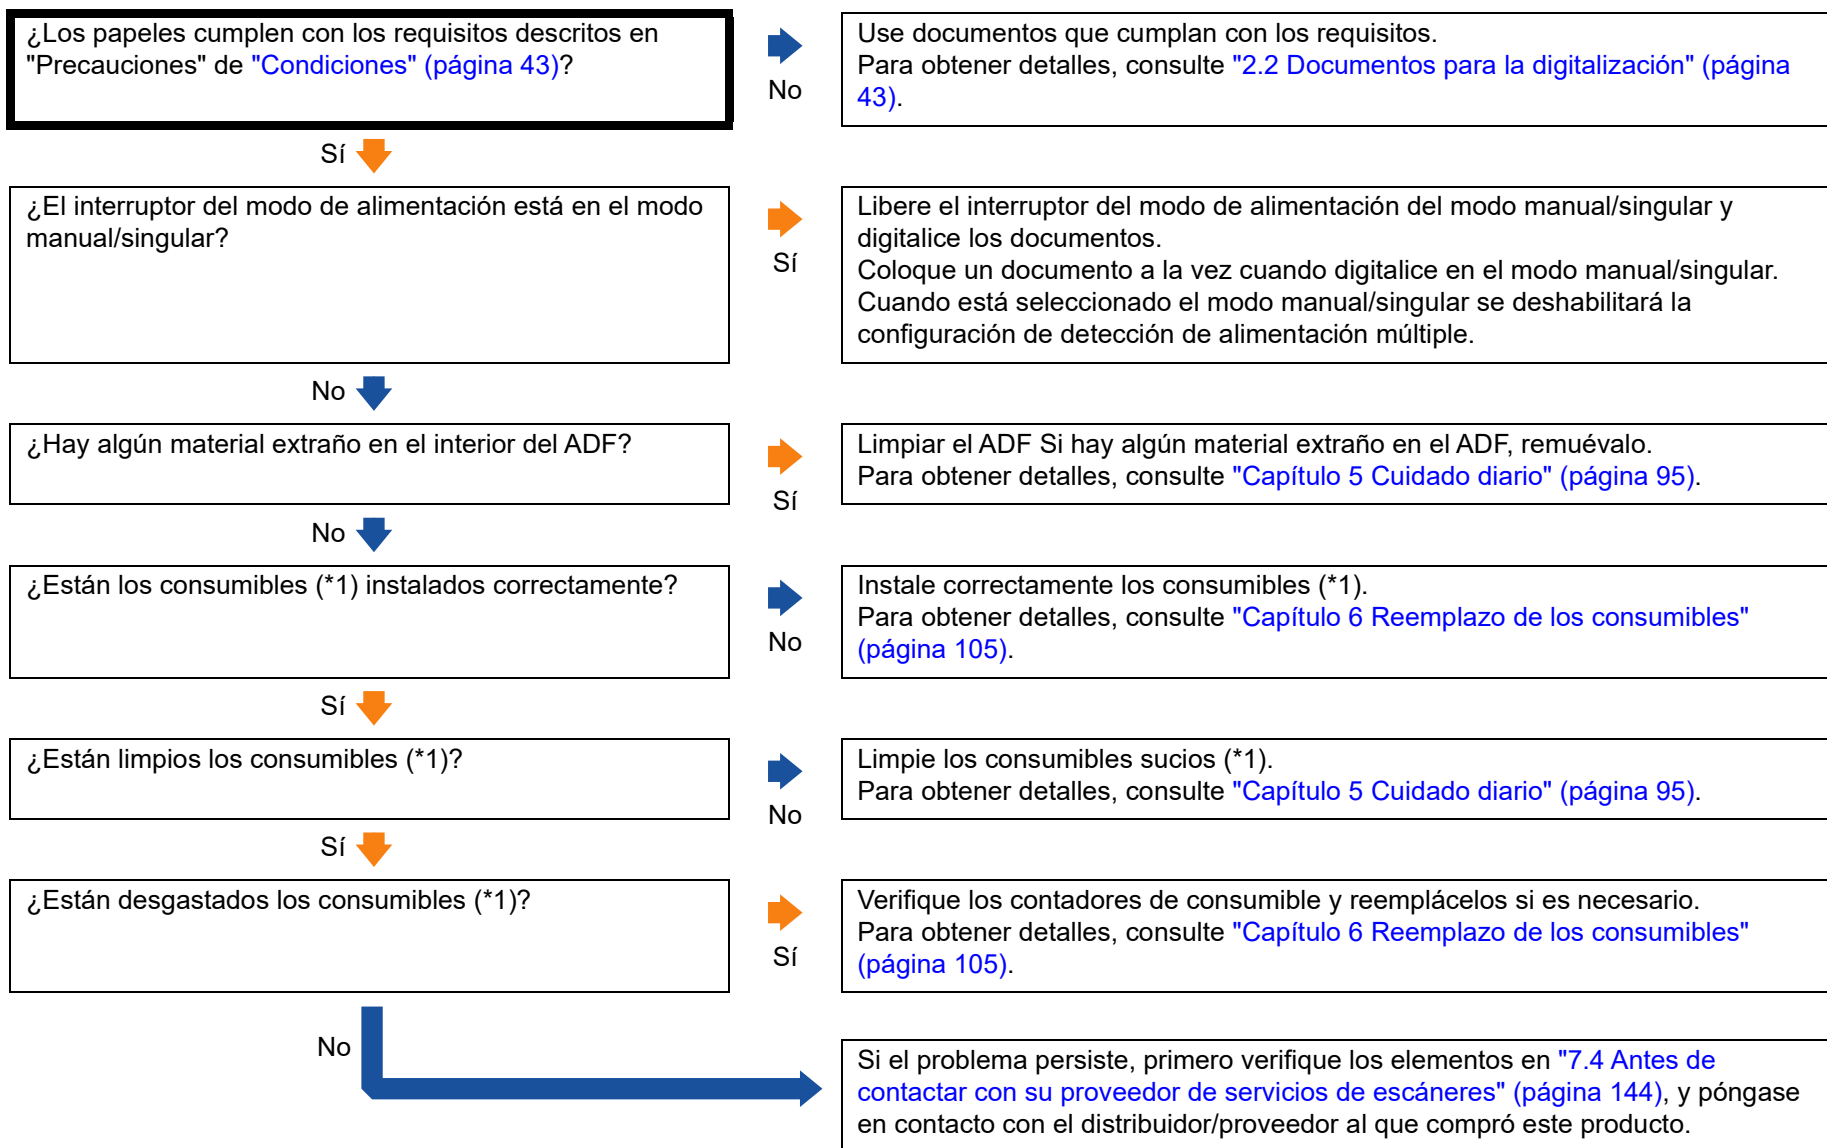 ¿Los papeles cumplen con los requisitos descritos en
"Precauciones" de "Condiciones" (página 43)?
No
Use documentos que cumplan con los requisitos.
Para obtener detalles, consulte "2.2 Documentos para la digitalización" (página
43).
Sí
¿El interruptor del modo de alimentación está en el modo
manual/singular?
Sí
Libere el interruptor del modo de alimentación del modo manual/singular y
digitalice los documentos.
Coloque un documento a la vez cuando digitalice en el modo manual/singular.
Cuando está seleccionado el modo manual/singular se deshabilitará la
configuración de detección de alimentación múltiple.
No
¿Hay algún material extraño en el interior del ADF?
Sí
Limpiar el ADF Si hay algún material extraño en el ADF, remuévalo.
Para obtener detalles, consulte "Capítulo 5 Cuidado diario" (página 95).
No
¿Están los consumibles (*1) instalados correctamente?
No
Instale correctamente los consumibles (*1).
Para obtener detalles, consulte "Capítulo 6 Reemplazo de los consumibles"
(página 105).
Sí
¿Están limpios los consumibles (*1)?
No
Limpie los consumibles sucios (*1).
Para obtener detalles, consulte "Capítulo 5 Cuidado diario" (página 95).
Sí
¿Están desgastados los consumibles (*1)?
Sí
Verifique los contadores de consumible y reemplácelos si es necesario.
Para obtener detalles, consulte "Capítulo 6 Reemplazo de los consumibles"
(página 105).
No
Si el problema persiste, primero verifique los elementos en "7.4 Antes de
contactar con su proveedor de servicios de escáneres" (página 144), y póngase
en contacto con el distribuidor/proveedor al que compró este producto.